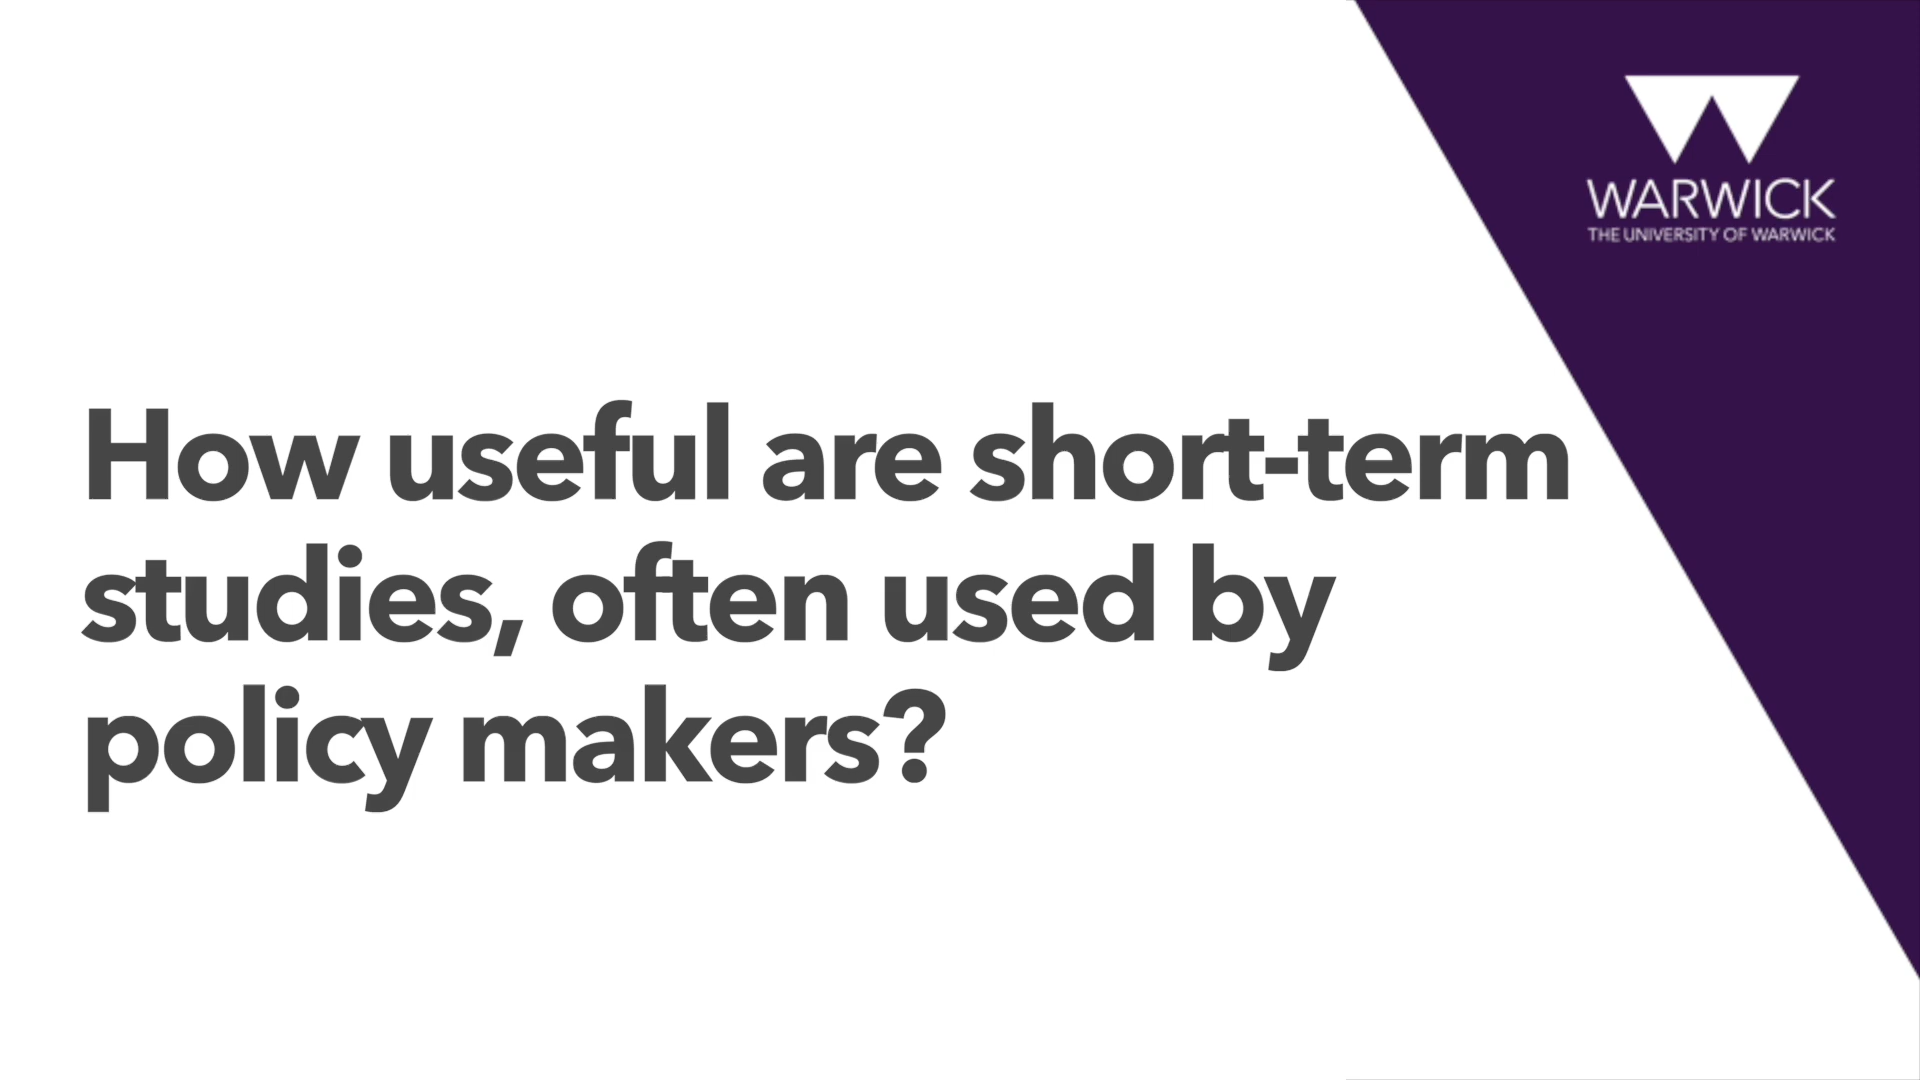 WARWICK
THE UNIVERSITY OF WARWICK
How useful are short-term
studies, often used by
policy makers?